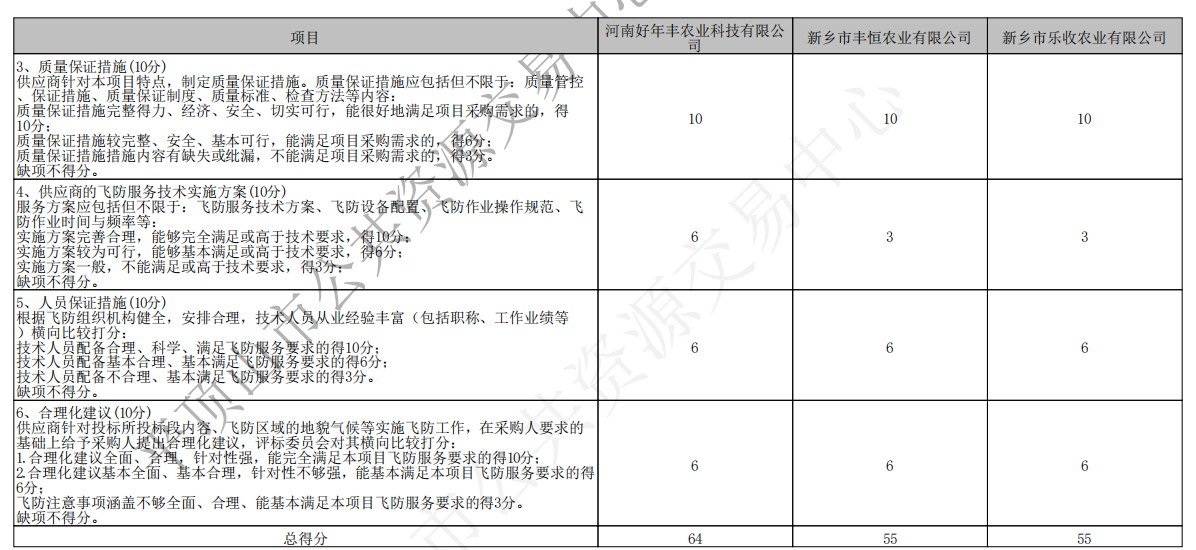 项目
河南好年丰农业科技有限公
司
新乡市丰恒农业有限公司
新乡市乐收农业有限公司
3、质量保证措施(10分)
供应商针对本项目特点，制定质量保证措施。质量保证措施应包括但不限于：质量管控
、保证措施、质量保证制度、质量标准、检查方法等内容；
质量保证措施完整得力、经济、安全、切实可行，能很好地满足项目采购需求的，得
10分；
质量保证措施较完整、安全、基本可行，能满足项目采购需求的，得6分；
质量保证措施措施内容有缺失或纰漏，不能满足项目采购需求的，得3分。
缺项不得分。
10
10
10
4、供应商的飞防服务技术实施方案(10分)
服务方案应包括但不限于：飞防服务技术方案、飞防设备配置、飞防作业操作规范、飞
防作业时间与频率等；
实施方案完善合理，能够完全满足或高于技术要求，得10分；
实施方案较为可行，能够基本满足或高于技术要求，得6分；
实施方案一般，不能满足或高于技术要求，得3分；
缺项不得分。
6
3
3
5、人员保证措施(10分)
根据飞防组织机构健全，安排合理，技术人员从业经验丰富（包括职称、工作业绩等
）横向比较打分：
技术人员配备合理、科学、满足飞防服务要求的得10分；
技术人员配备基本合理、基本满足飞防服务要求的得6分；
技术人员配备不合理、基本满足飞防服务要求的得3分。
缺项不得分。
6
6
6
6、合理化建议(10分)
供应商针对投标所投标段内容、飞防区域的地貌气候等实施飞防工作，在采购人要求的
基础上给予采购人提出合理化建议，评标委员会对其横向比较打分：
1.合理化建议全面、合理，针对性强，能完全满足本项目飞防服务要求的得10分；
2.合理化建议基本全面、基本合理，针对性不够强，能基本满足本项目飞防服务要求的得
6分；
飞防注意事项涵盖不够全面、合理、能基本满足本项目飞防服务要求的得3分。
缺项不得分。
6
6
6
总得分
64
55
55
平顶山市公共资源交易中心
市公共资源交易中心